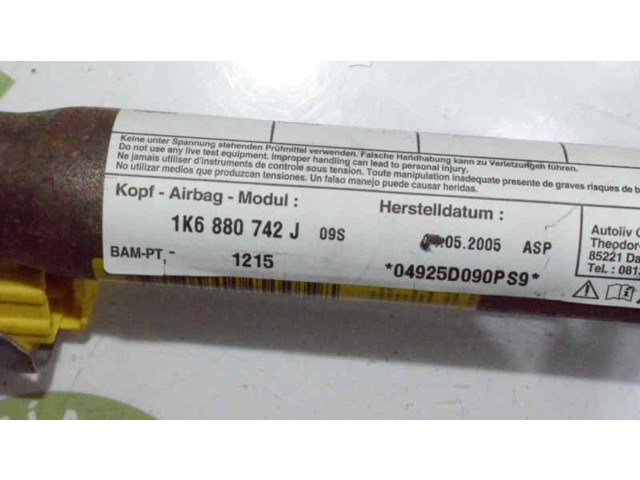 Keine unter Spannung stehenden Prüfmittel verwenden. Falsche Handhabung kann zu Verletzungen führen.
Do not use any live test equipment. Improper handling can lead to personal injury.
Ne jamais utiliser d'instruments de controle sous tension. Toute manipulation inadequate presente de graves risques de b
No utilizar medios que produzcan tensiones. Un falso manejo puede causar heridas.
Kopf - Airbag - Modul :
1K6 880 742 J 09S
BAM-PT, - 1215
Herstelldatum :
05.2005 ASP
*04925D090PS9*
Autoliv
Theodor-
85221 Da
Tel. : 081